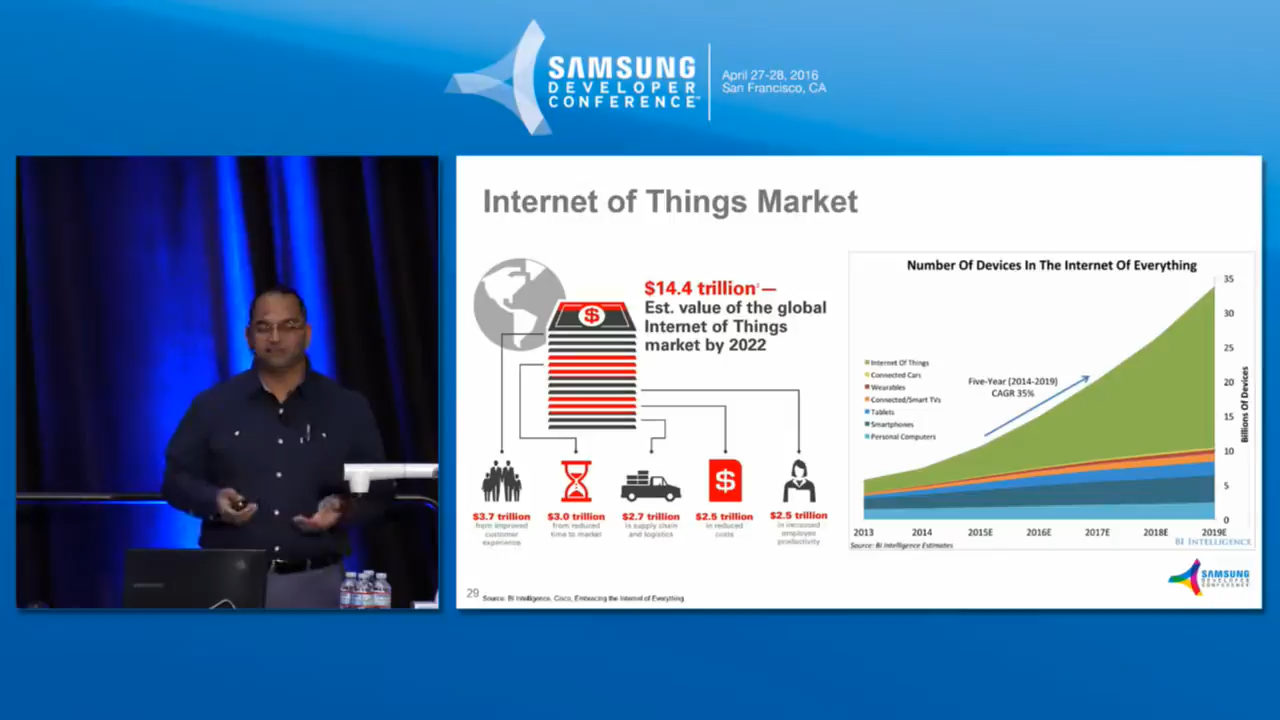 SAMSUNG
DEVELOPER
CONFERENCE™
April 27-28, 2016
San Francisco, CA
Internet of Things Market
$14.4 trillion
Est. value of the global
Internet of Things
market by 2022
$
$
$3.7 trillion
from improved
customer
experience
$3.0 trillion
from reduced
time to market
$2.7 trillion
in supply chain
and logistics
$2.5 trillion
in reduced
costs
$2.5 trillion
in increased
employee
productivity
Number Of Devices In The Internet Of Everything
35
30
25
20
15
10
5
0
Billions Of Devices
Internet Of Things
Connected Cars
Wearables
Connected/Smart TVs
Tablets
Smartphones
Personal Computers
Five-Year (2014-2019)
CAGR 35%
2013
2014
2015E
2016E
2017E
2018E
2019E
Source: BI Intelligence Estimates
BI INTELLIGENCE
SAMSUNG
DEVELOPER
CONFERENCE
29
Source: BI Intelligence, Cisco, Embracing the Internet of Everything